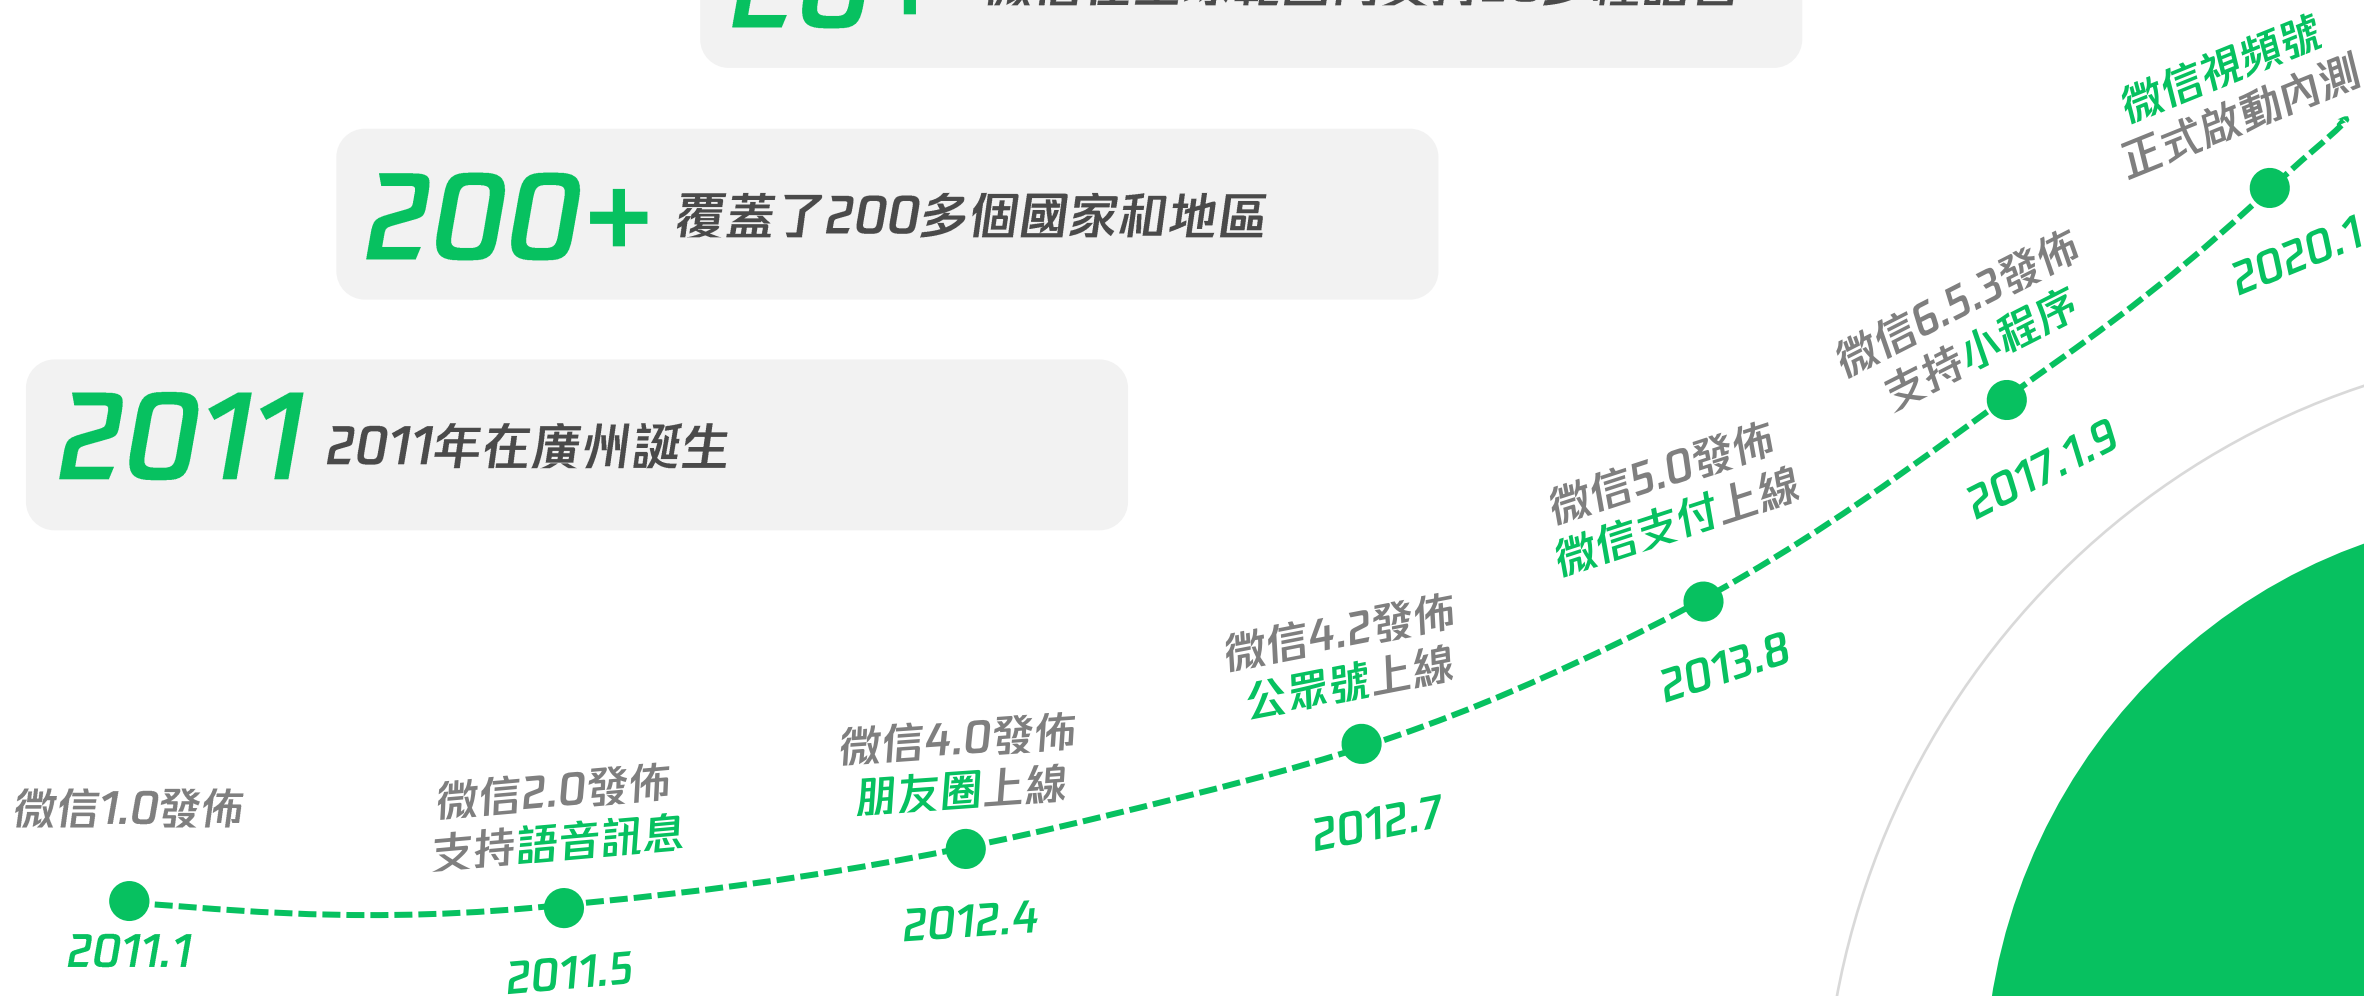 200+ 覆蓋了200多個國家和地區
2011 2011年在廣州誕生
微信1.0發佈
2011.1
微信2.0發佈
支持語音訊息
2011.5
微信4.0發佈
朋友圈上線
2012.4
微信4.2發佈
公眾號上線
2012.7
微信5.0發佈
微信支付上線
2013.8
微信6.5.3發佈
支持小程序
2017.1.9
微信視頻號
正式啟動內測
2020.1